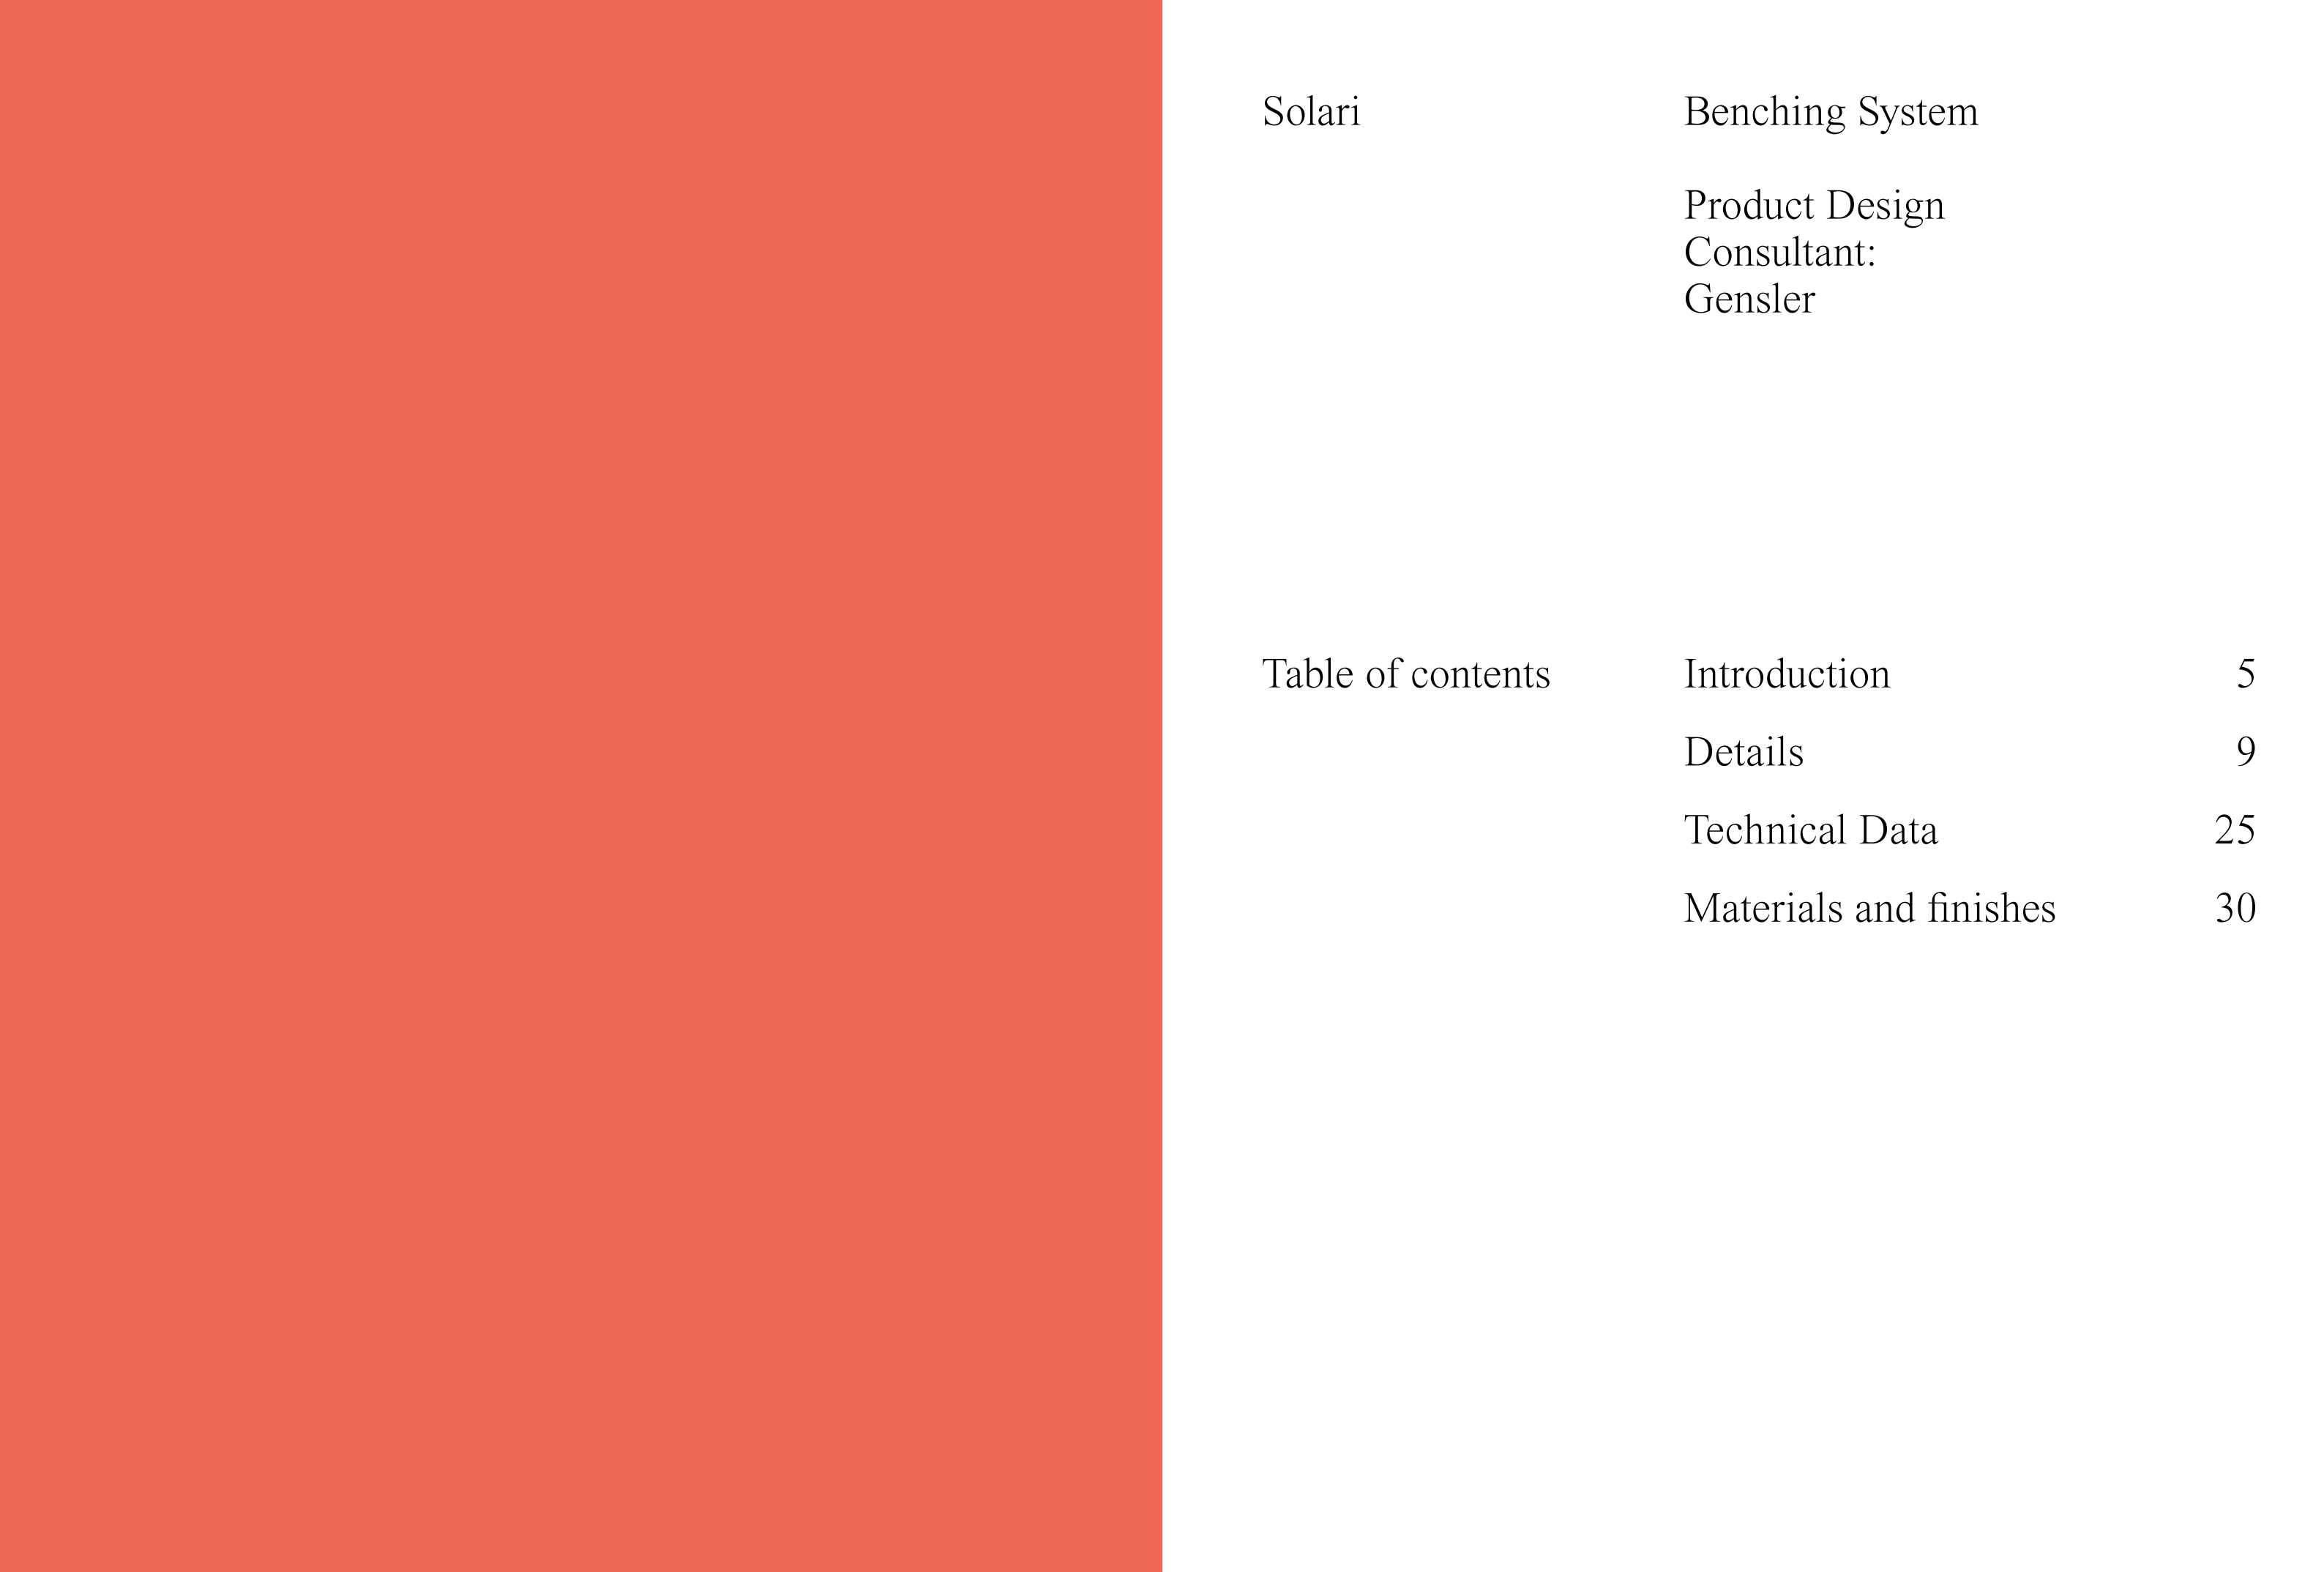 Solari
Benching System
Product Design
Consultant:
Gensler
Table of contents
Introduction 5
Details 9
Technical Data 25
Materials and finishes 30